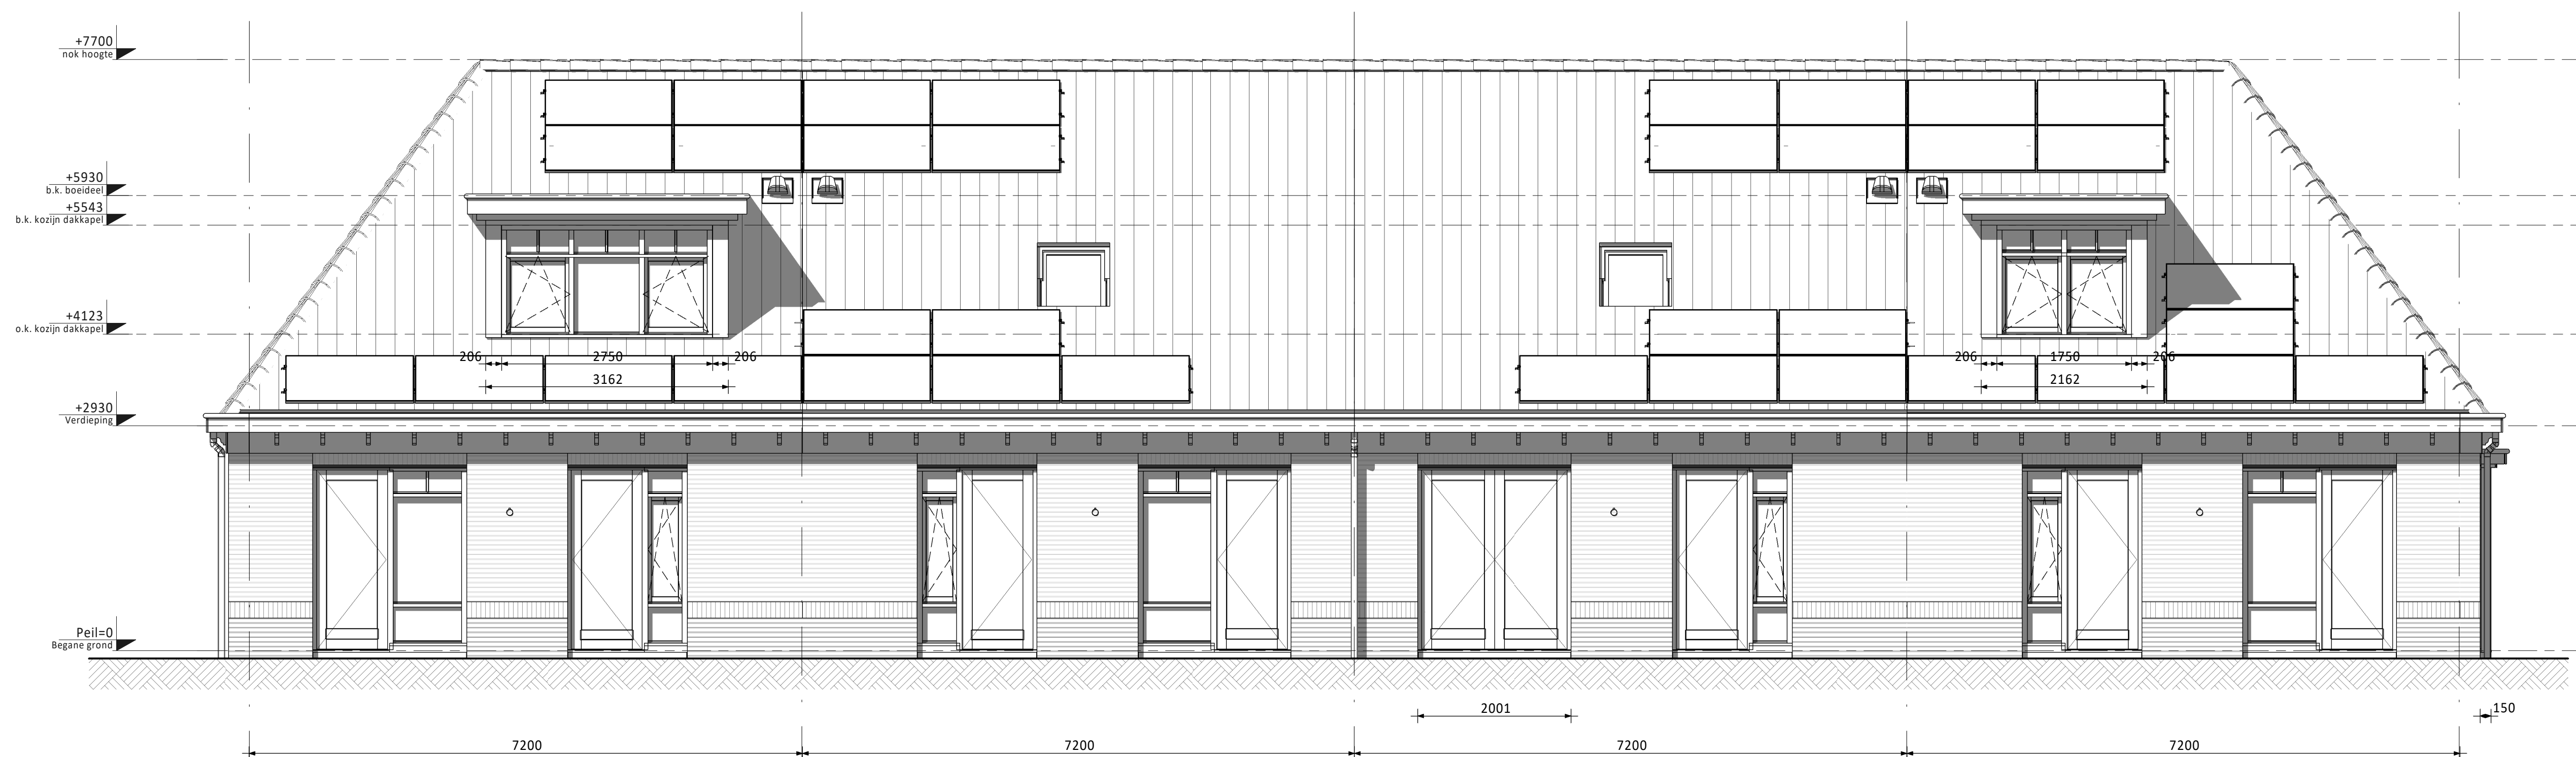 +7700
nok hoogte
+5930
b.k. boeideel
+5543
b.k. kozijn dakkapel
+4123
o.k. kozijn dakkapel
206 2750 206
206 1750 206
3162
2162
+2930
Verdieping
Peil=0
Begane grond
2001
150
7200 7200 7200 7200